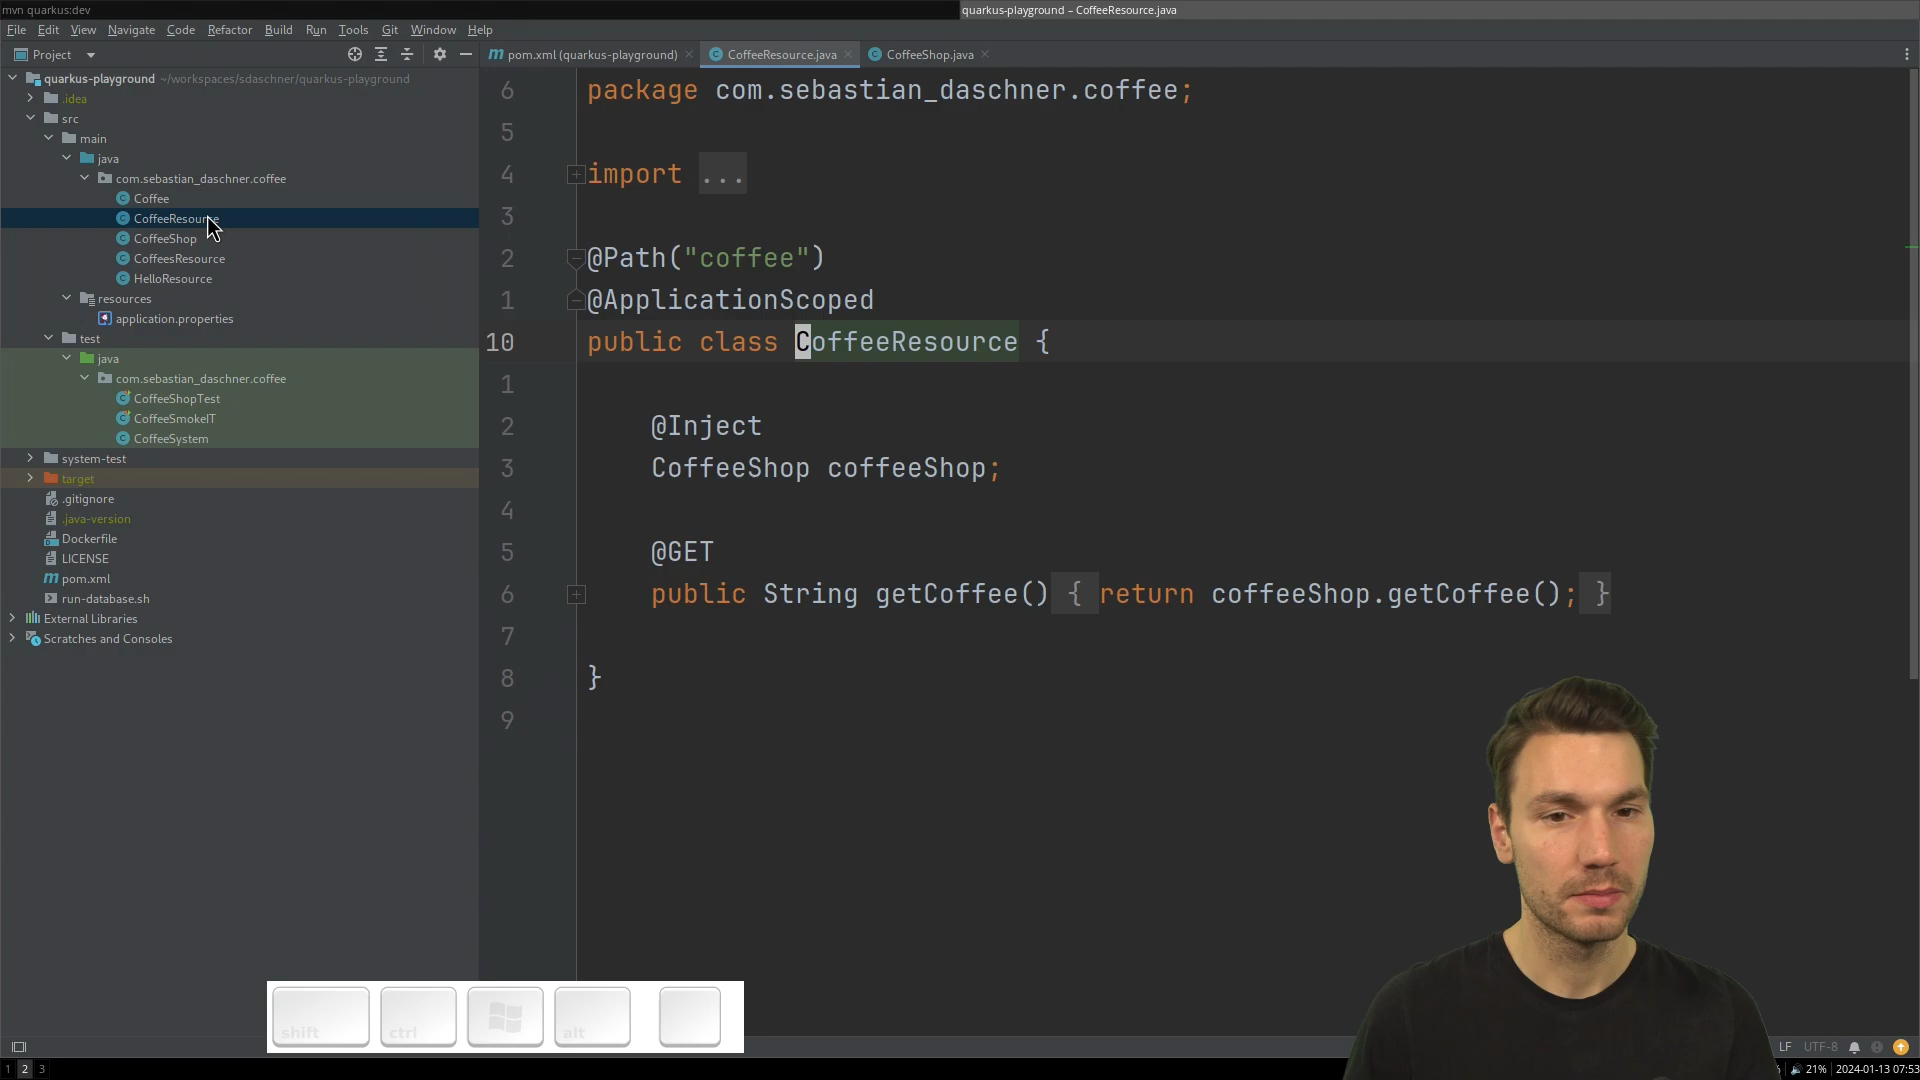 mvn quarkus:dev
quarkus-playground – CoffeeResource.java
File Edit View Navigate Code Refactor Build Run Tools Git Window Help
Project
pom.xml (quarkus-playground)
CoffeeResource.java
CoffeeShop.java
quarkus-playground ~/workspaces/sdaschner/quarkus-playground
.idea
src
main
java
com.sebastian_daschner.coffee
Coffee
CoffeeResource
CoffeeShop
CoffeesResource
HelloResource
resources
application.properties
test
java
com.sebastian_daschner.coffee
CoffeeShopTest
CoffeeSmokeIT
CoffeeSystem
system-test
target
.gitignore
.java-version
Dockerfile
LICENSE
pom.xml
run-database.sh
External Libraries
Scratches and Consoles
6 package com.sebastian_daschner.coffee;
5
4 import ...
3
2 @Path("coffee")
1 @ApplicationScoped
10 public class CoffeeResource {
1
2 @Inject
3 CoffeeShop coffeeShop;
4
5 @GET
6 public String getCoffee() { return coffeeShop.getCoffee(); }
7
8 }
9
shift ctrl alt
LF UTF-8
1 2 3
21% 2024-01-13 07:53